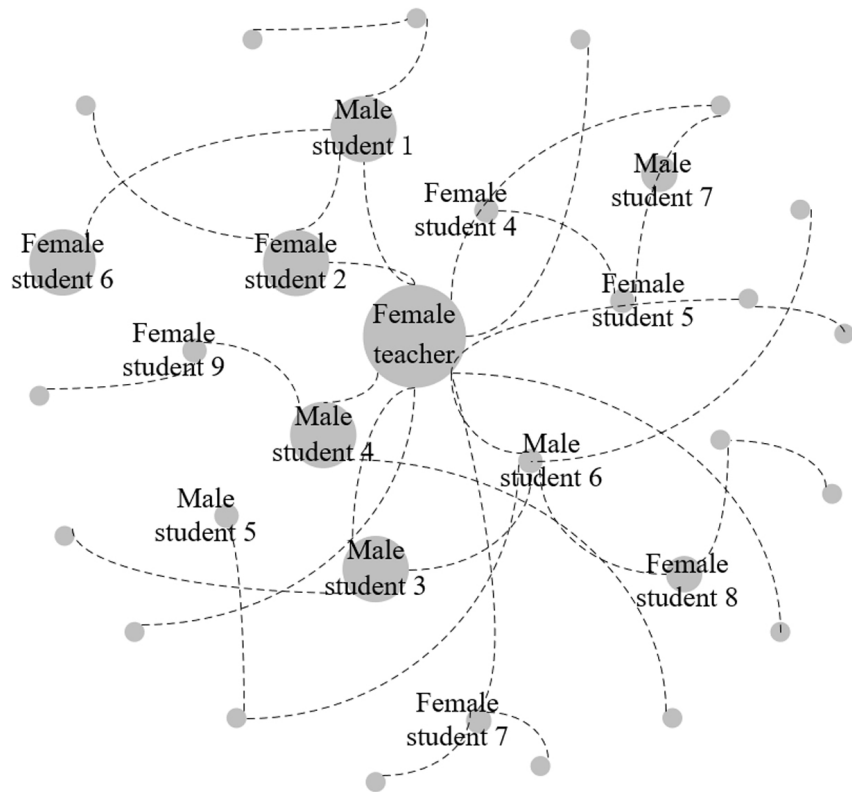 Male
student 1
Female
student 4
Male
student 7
Female
student 6
Female
student 2
Female
student 5
Female
teacher
Female
student 9
Male
student 4
Male
student 6
Male
student 5
Male
student 3
Female
student 8
Female
student 7